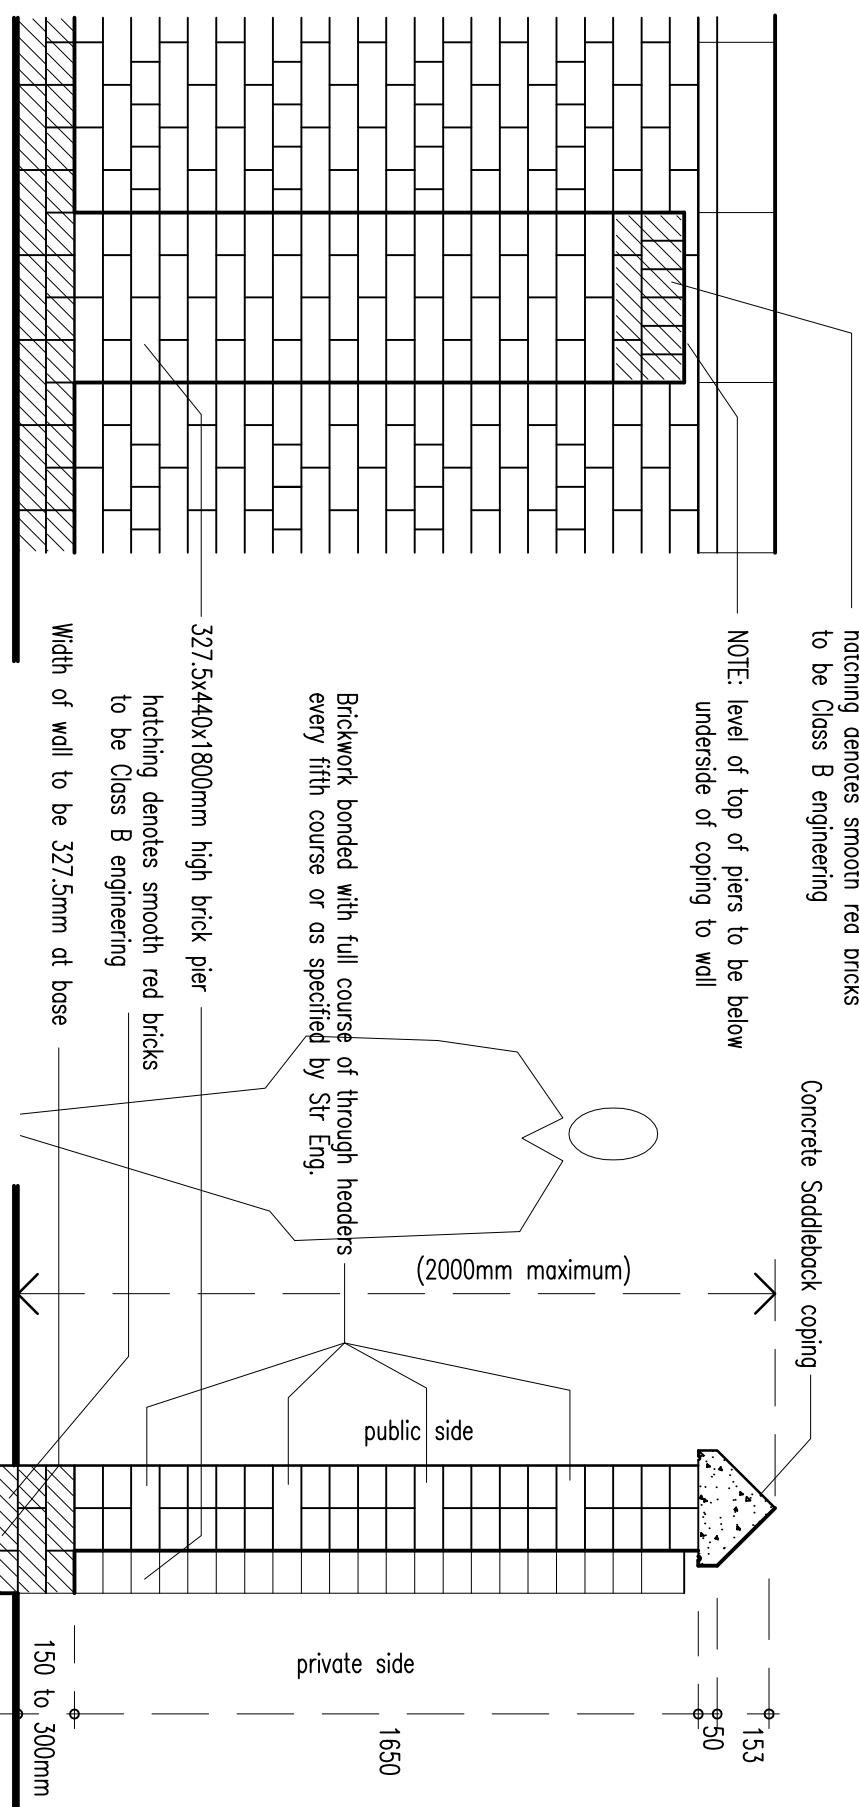 hatching denotes smooth red bricks
to be Class B engineering
NOTE: level of top of piers to be below
underside of coping to wall
Concrete Saddleback coping
(2000mm maximum)
Brickwork bonded with full course of through headers
every fifth course or as specified by Str Eng.
327.5x440x1800mm high brick pier
hatching denotes smooth red bricks
to be Class B engineering
Width of wall to be 327.5mm at base
public side
private side
153
50
1650
150 to 300mm